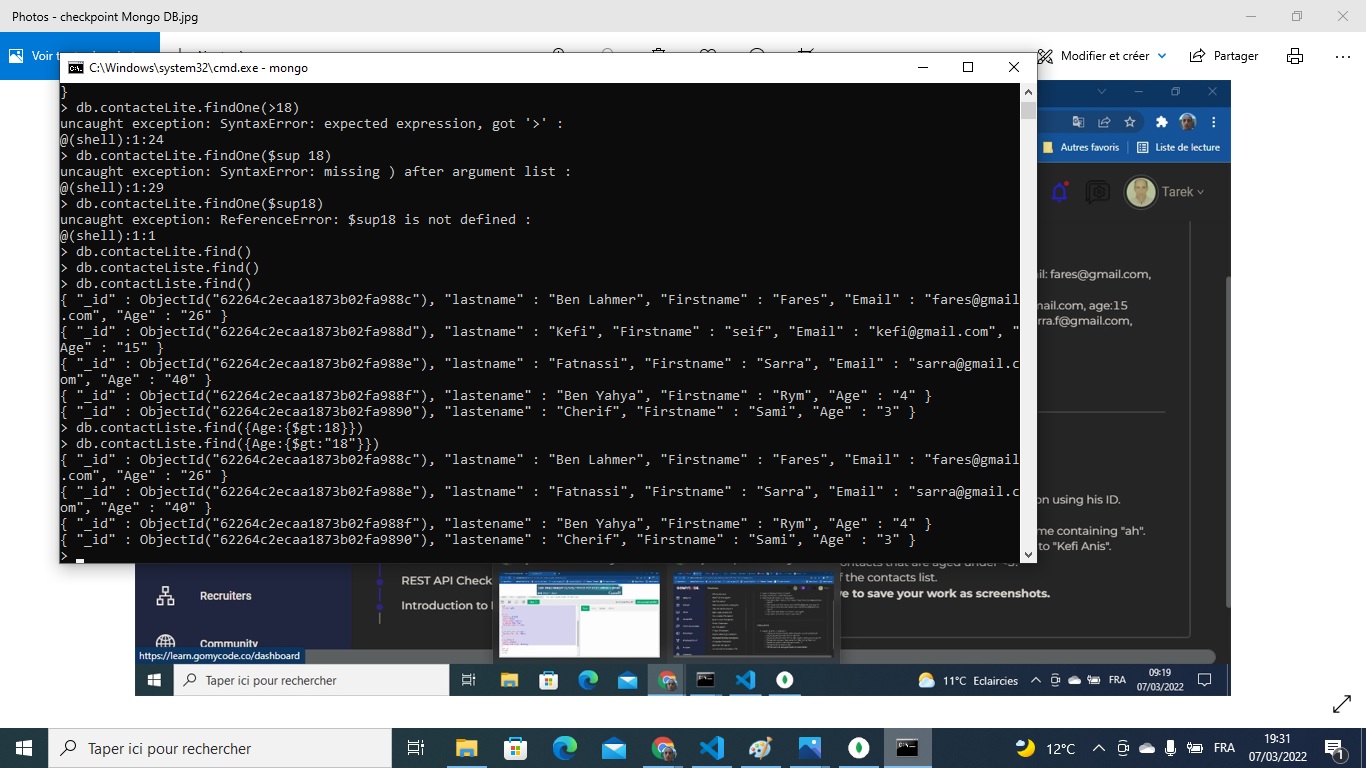 Photos - checkpoint Mongo DB.jpg
Voir
Modifier et créer
Partager
C:\Windows\system32\cmd.exe - mongo
}
> db.contacteLite.findOne(>18)
uncaught exception: SyntaxError: expected expression, got '>' :
@(shell):1:24
> db.contacteLite.findOne($sup 18)
uncaught exception: SyntaxError: missing ) after argument list :
@(shell):1:29
> db.contacteLite.findOne($sup18)
uncaught exception: ReferenceError: $sup18 is not defined :
@(shell):1:1
> db.contacteLite.find()
> db.contacteListe.find()
> db.contactListe.find()
{ "_id" : ObjectId("62264c2ecaa1873b02fa988c"), "lastname" : "Ben Lahmer", "Firstname" : "Fares", "Email" : "fares@gmail
.com", "Age" : "26" }
{ "_id" : ObjectId("62264c2ecaa1873b02fa988d"), "lastname" : "Kefi", "Firstname" : "seif", "Email" : "kefi@gmail.com", "
Age" : "15" }
{ "_id" : ObjectId("62264c2ecaa1873b02fa988e"), "lastname" : "Fatnassi", "Firstname" : "Sarra", "Email" : "sarra@gmail.c
om", "Age" : "40" }
{ "_id" : ObjectId("62264c2ecaa1873b02fa988f"), "lastename" : "Ben Yahya", "Firstname" : "Rym", "Age" : "4" }
{ "_id" : ObjectId("62264c2ecaa1873b02fa9890"), "lastename" : "Cherif", "Firstname" : "Sami", "Age" : "3" }
> db.contactListe.find({Age:{$gt:18}})
> db.contactListe.find({Age:{$gt:"18"}})
{ "_id" : ObjectId("62264c2ecaa1873b02fa988c"), "lastname" : "Ben Lahmer", "Firstname" : "Fares", "Email" : "fares@gmail
.com", "Age" : "26" }
{ "_id" : ObjectId("62264c2ecaa1873b02fa988e"), "lastname" : "Fatnassi", "Firstname" : "Sarra", "Email" : "sarra@gmail.c
om", "Age" : "40" }
{ "_id" : ObjectId("62264c2ecaa1873b02fa988f"), "lastename" : "Ben Yahya", "Firstname" : "Rym", "Age" : "4" }
{ "_id" : ObjectId("62264c2ecaa1873b02fa9890"), "lastename" : "Cherif", "Firstname" : "Sami", "Age" : "3" }
>
Autres favoris
Liste de lecture
Tarek
il: fares@gmail.com,
nail.com, age:15
rra.f@gmail.com,
on using his ID.
me containing "ah".
to "Kefi Anis".
contacts that are aged under
f the contacts list.
ve to save your work as screenshots.
Recruiters
Community
REST API Check
Introduction to
https://learn.gomycode.co/dashboard
Taper ici pour rechercher
11°C Eclaircies
FRA
09:19
07/03/2022
Taper ici pour rechercher
12°C
FRA
19:31
07/03/2022
1